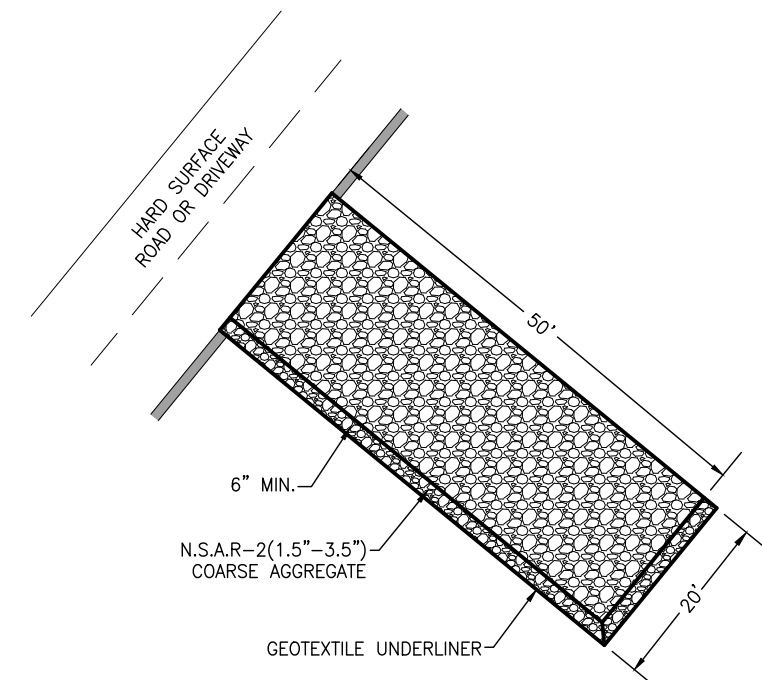 HARD SURFACE
ROAD OR DRIVEWAY
50'
6" MIN.
N.S.A.R-2(1.5"-3.5")
COARSE AGGREGATE
GEOTEXTILE UNDERLINER
20'